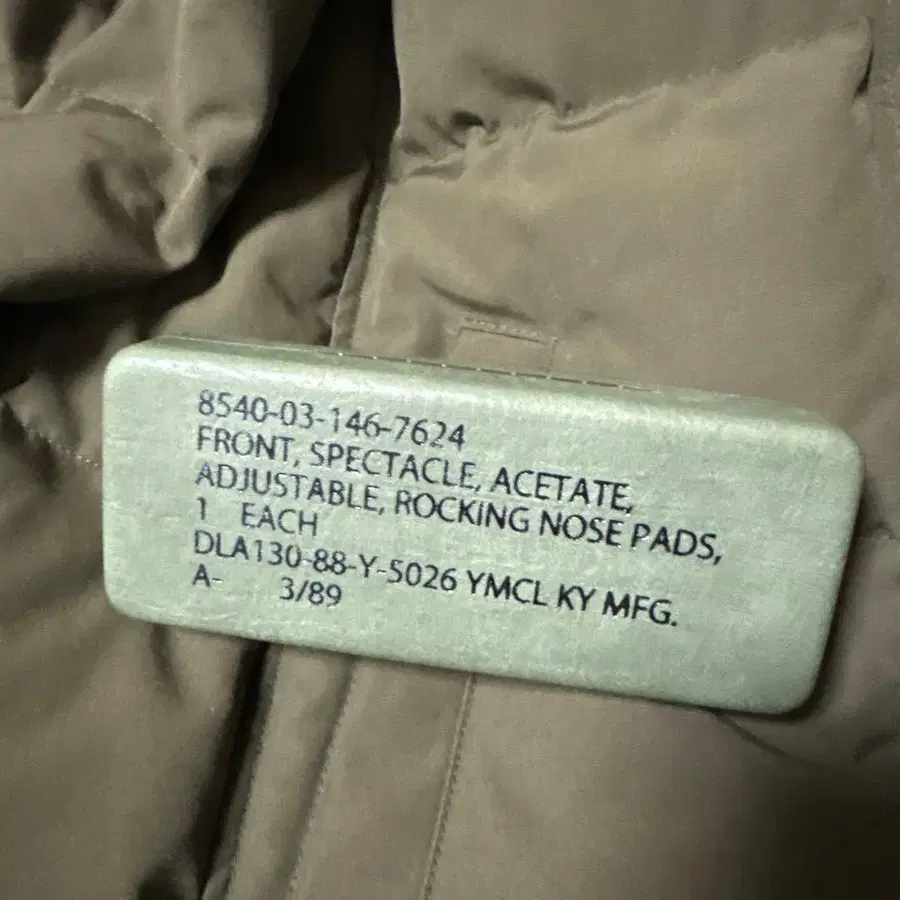 8540-03-146-7624
FRONT, SPECTACLE, ACETATE,
ADJUSTABLE, ROCKING NOSE PADS,
1 EACH
DLA130-88-Y-5026 YMCL KY MFG.
A- 3/89